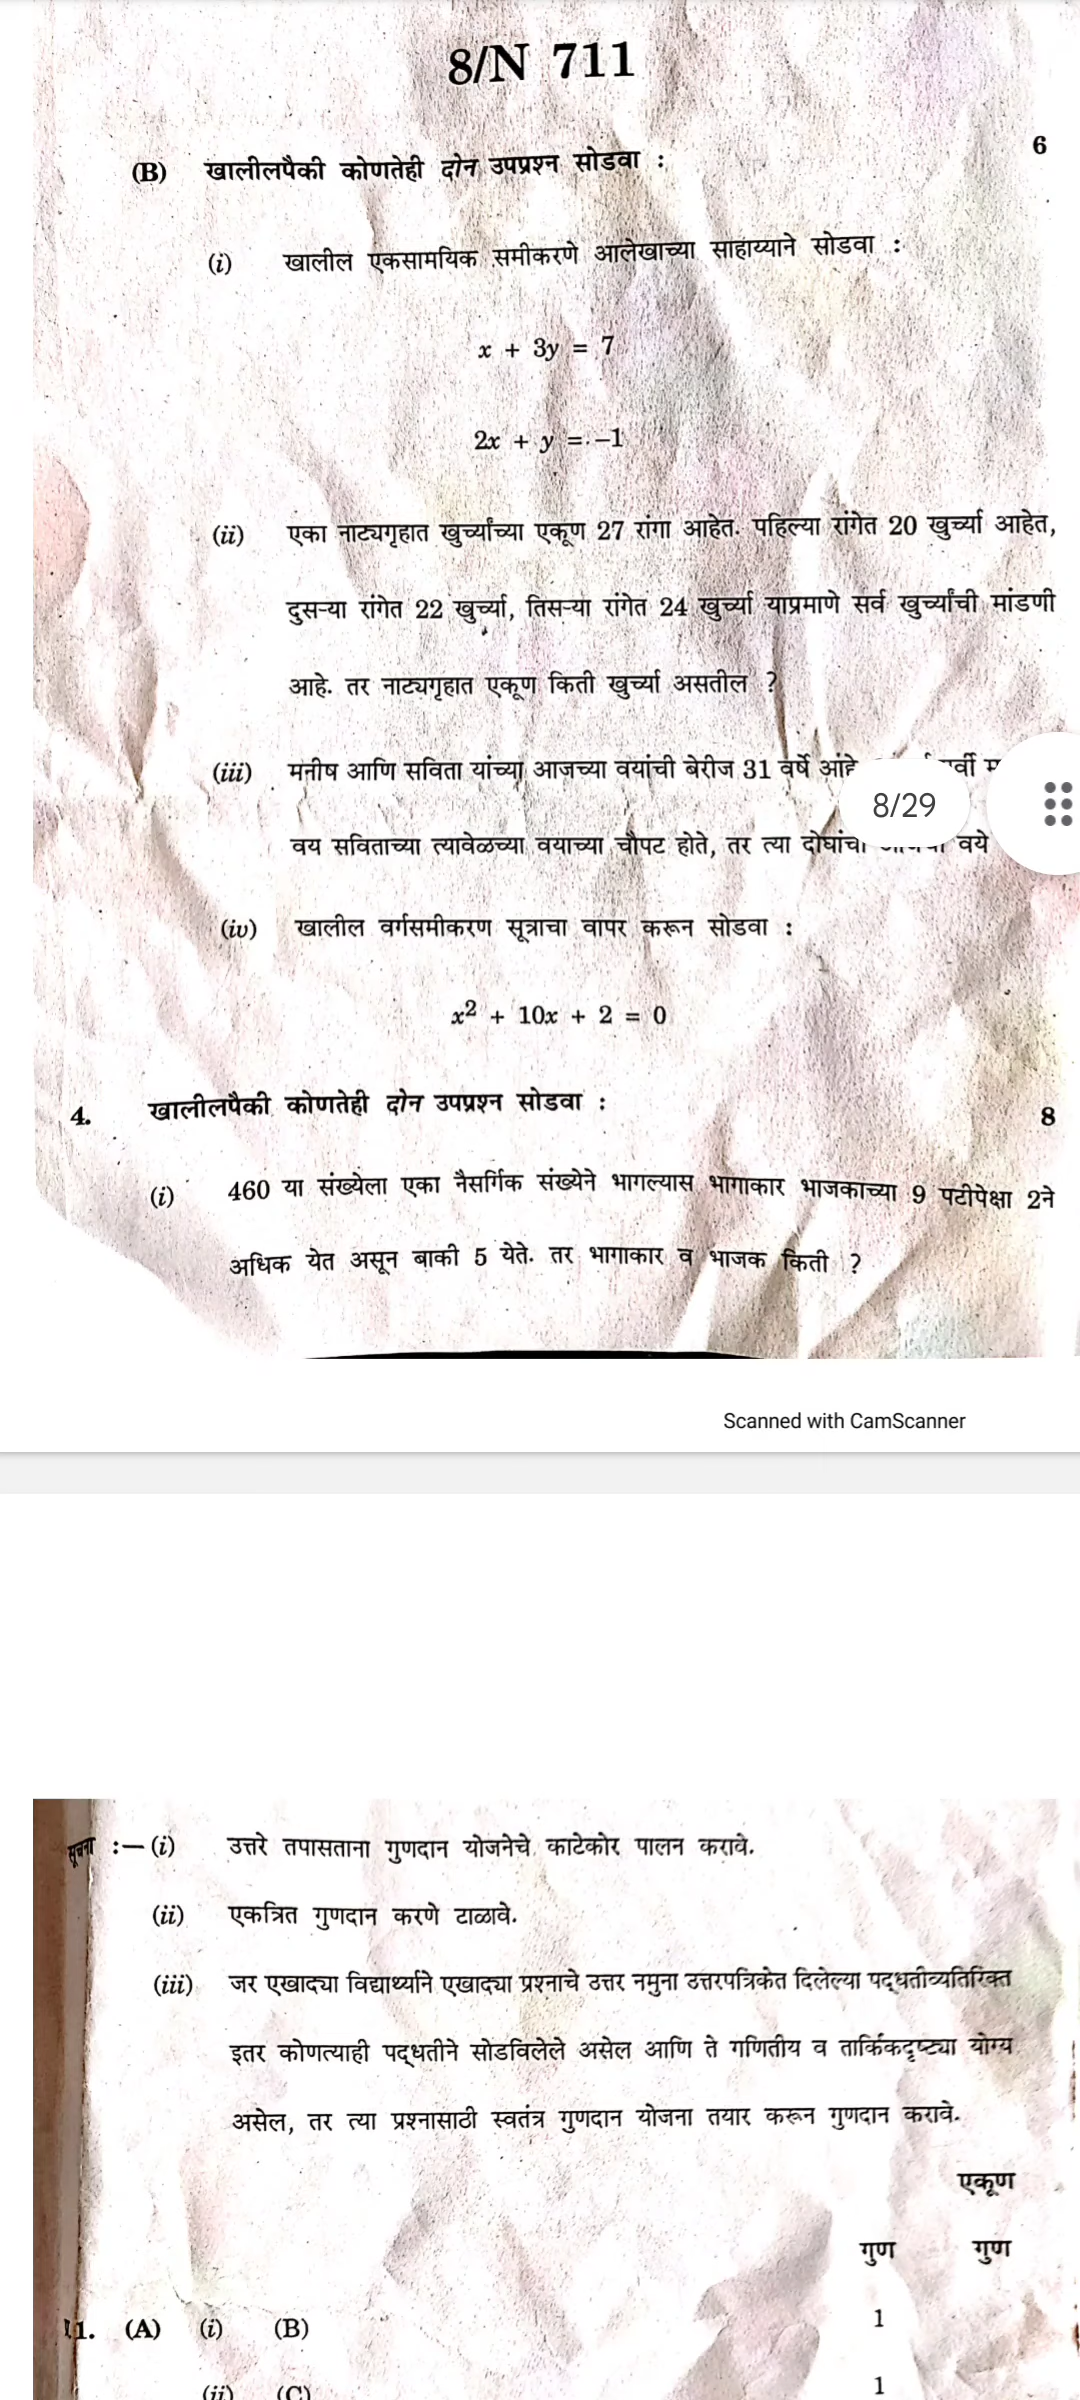 8/N 711
6
(B) खालीलपैकी कोणतेही दोन उपप्रश्न सोडवा :
(i) खालील एकसामयिक समीकरणे आलेखाच्या साहाय्याने सोडवा :
x + 3y = 7
2x + y = -1
(ii) एका नाट्यगृहात खुर्च्यांच्या एकूण 27 रांगा आहेत. पहिल्या रांगेत 20 खुर्च्या आहेत,
दुसऱ्या रांगेत 22 खुर्च्या, तिसऱ्या रांगेत 24 खुर्च्या याप्रमाणे सर्व खुर्च्यांची मांडणी
आहे. तर नाट्यगृहात एकूण किती खुर्च्या असतील ?
(iii) मनीष आणि सविता यांच्या आजच्या वयांची बेरीज 31 वर्षे
8/29
वय सविताच्या त्यावेळच्या वयाच्या चौपट होते, तर त्या वये
(iv) खालील वर्गसमीकरण सूत्राचा वापर करून सोडवा :
x² + 10x + 2 = 0
4. खालीलपैकी कोणतेही दोन उपप्रश्न सोडवा : 8
(i) 460 या संख्येला एका नैसर्गिक संख्येने भागल्यास भागाकार भाजकाच्या 9 पटीपेक्षा 2ने
अधिक येत असून बाकी 5 येते. तर भागाकार व भाजक किती ?
Scanned with CamScanner
सूचना :— (i) उत्तरे तपासताना गुणदान योजनेचे काटेकोर पालन करावे.
(ii) एकत्रित गुणदान करणे टाळावे.
(iii) जर एखाद्या विद्यार्थ्याने एखाद्या प्रश्नाचे उत्तर नमुना उत्तरपत्रिकेत दिलेल्या पद्धतीव्यतिरिक्त
इतर कोणत्याही पद्धतीने सोडविलेले असेल आणि ते गणितीय व तार्किकदृष्ट्या योग्य
असेल, तर त्या प्रश्नासाठी स्वतंत्र गुणदान योजना तयार करून गुणदान करावे.
एकूण
गुण गुण
1. (A) (i) (B) 1
(ii) (C) 1